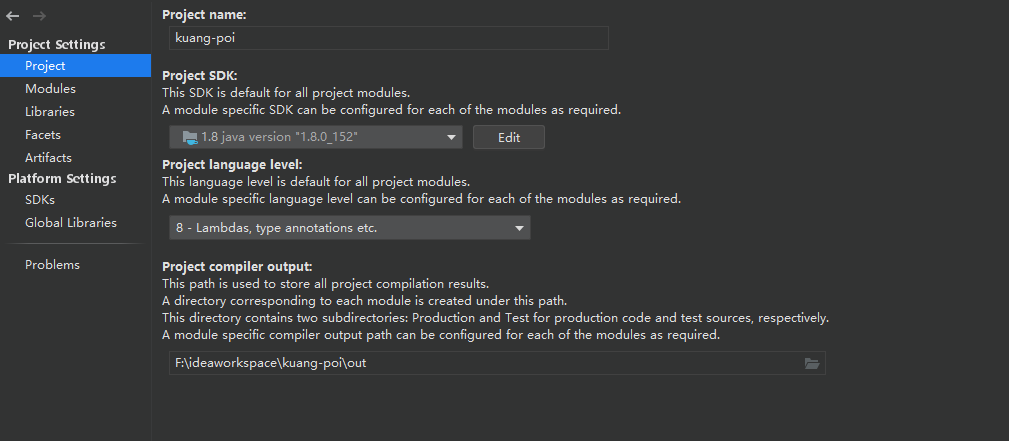 Project Settings
Project
Modules
Libraries
Facets
Artifacts
Platform Settings
SDKs
Global Libraries
Problems
Project name:
kuang-poi
Project SDK:
This SDK is default for all project modules.
A module specific SDK can be configured for each of the modules as required.
1.8 java version "1.8.0_152"
Edit
Project language level:
This language level is default for all project modules.
A module specific language level can be configured for each of the modules as required.
8 - Lambdas, type annotations etc.
Project compiler output:
This path is used to store all project compilation results.
A directory corresponding to each module is created under this path.
This directory contains two subdirectories: Production and Test for production code and test sources, respectively.
A module specific compiler output path can be configured for each of the modules as required.
F:\ideaworkspace\kuang-poi\out